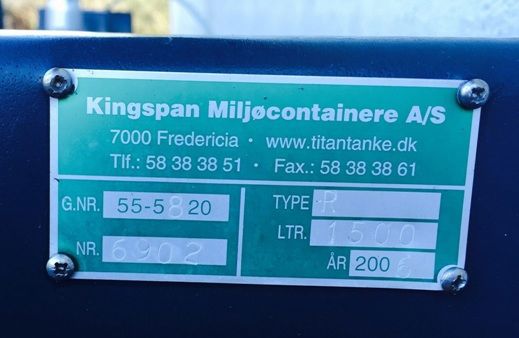 Kingspan Miljøcontainere A/S
7000 Fredericia · www.titantanke.dk
Tlf.: 58 38 38 51 · Fax.: 58 38 38 61
G.NR. 55-5820
NR. 6902
TYPE R
LTR. 1500
ÅR 2006